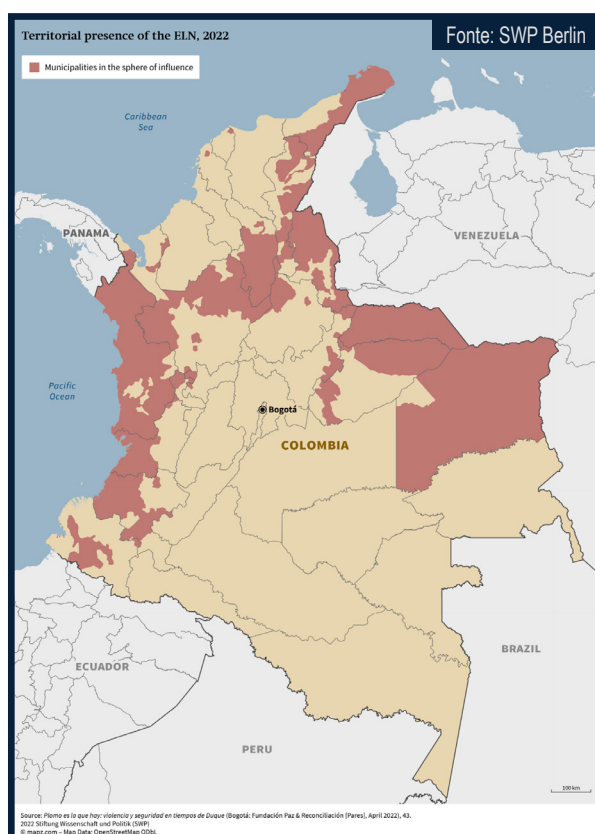 Territorial presence of the ELN, 2022
Fonte: SWP Berlin
Municipalities in the sphere of influence
Caribbean
Sea
PANAMA
VENEZUELA
Pacific
Ocean
Bogotá
COLOMBIA
ECUADOR
BRAZIL
PERU
100 km
Source: Plomo es lo que hay: violencia y seguridad en tiempos de Duque (Bogotá: Fundación Paz & Reconciliación [Pares], April 2022), 43.
2022 Stiftung Wissenschaft und Politik (SWP)
© mapz.com – Map Data: OpenStreetMap ODbL